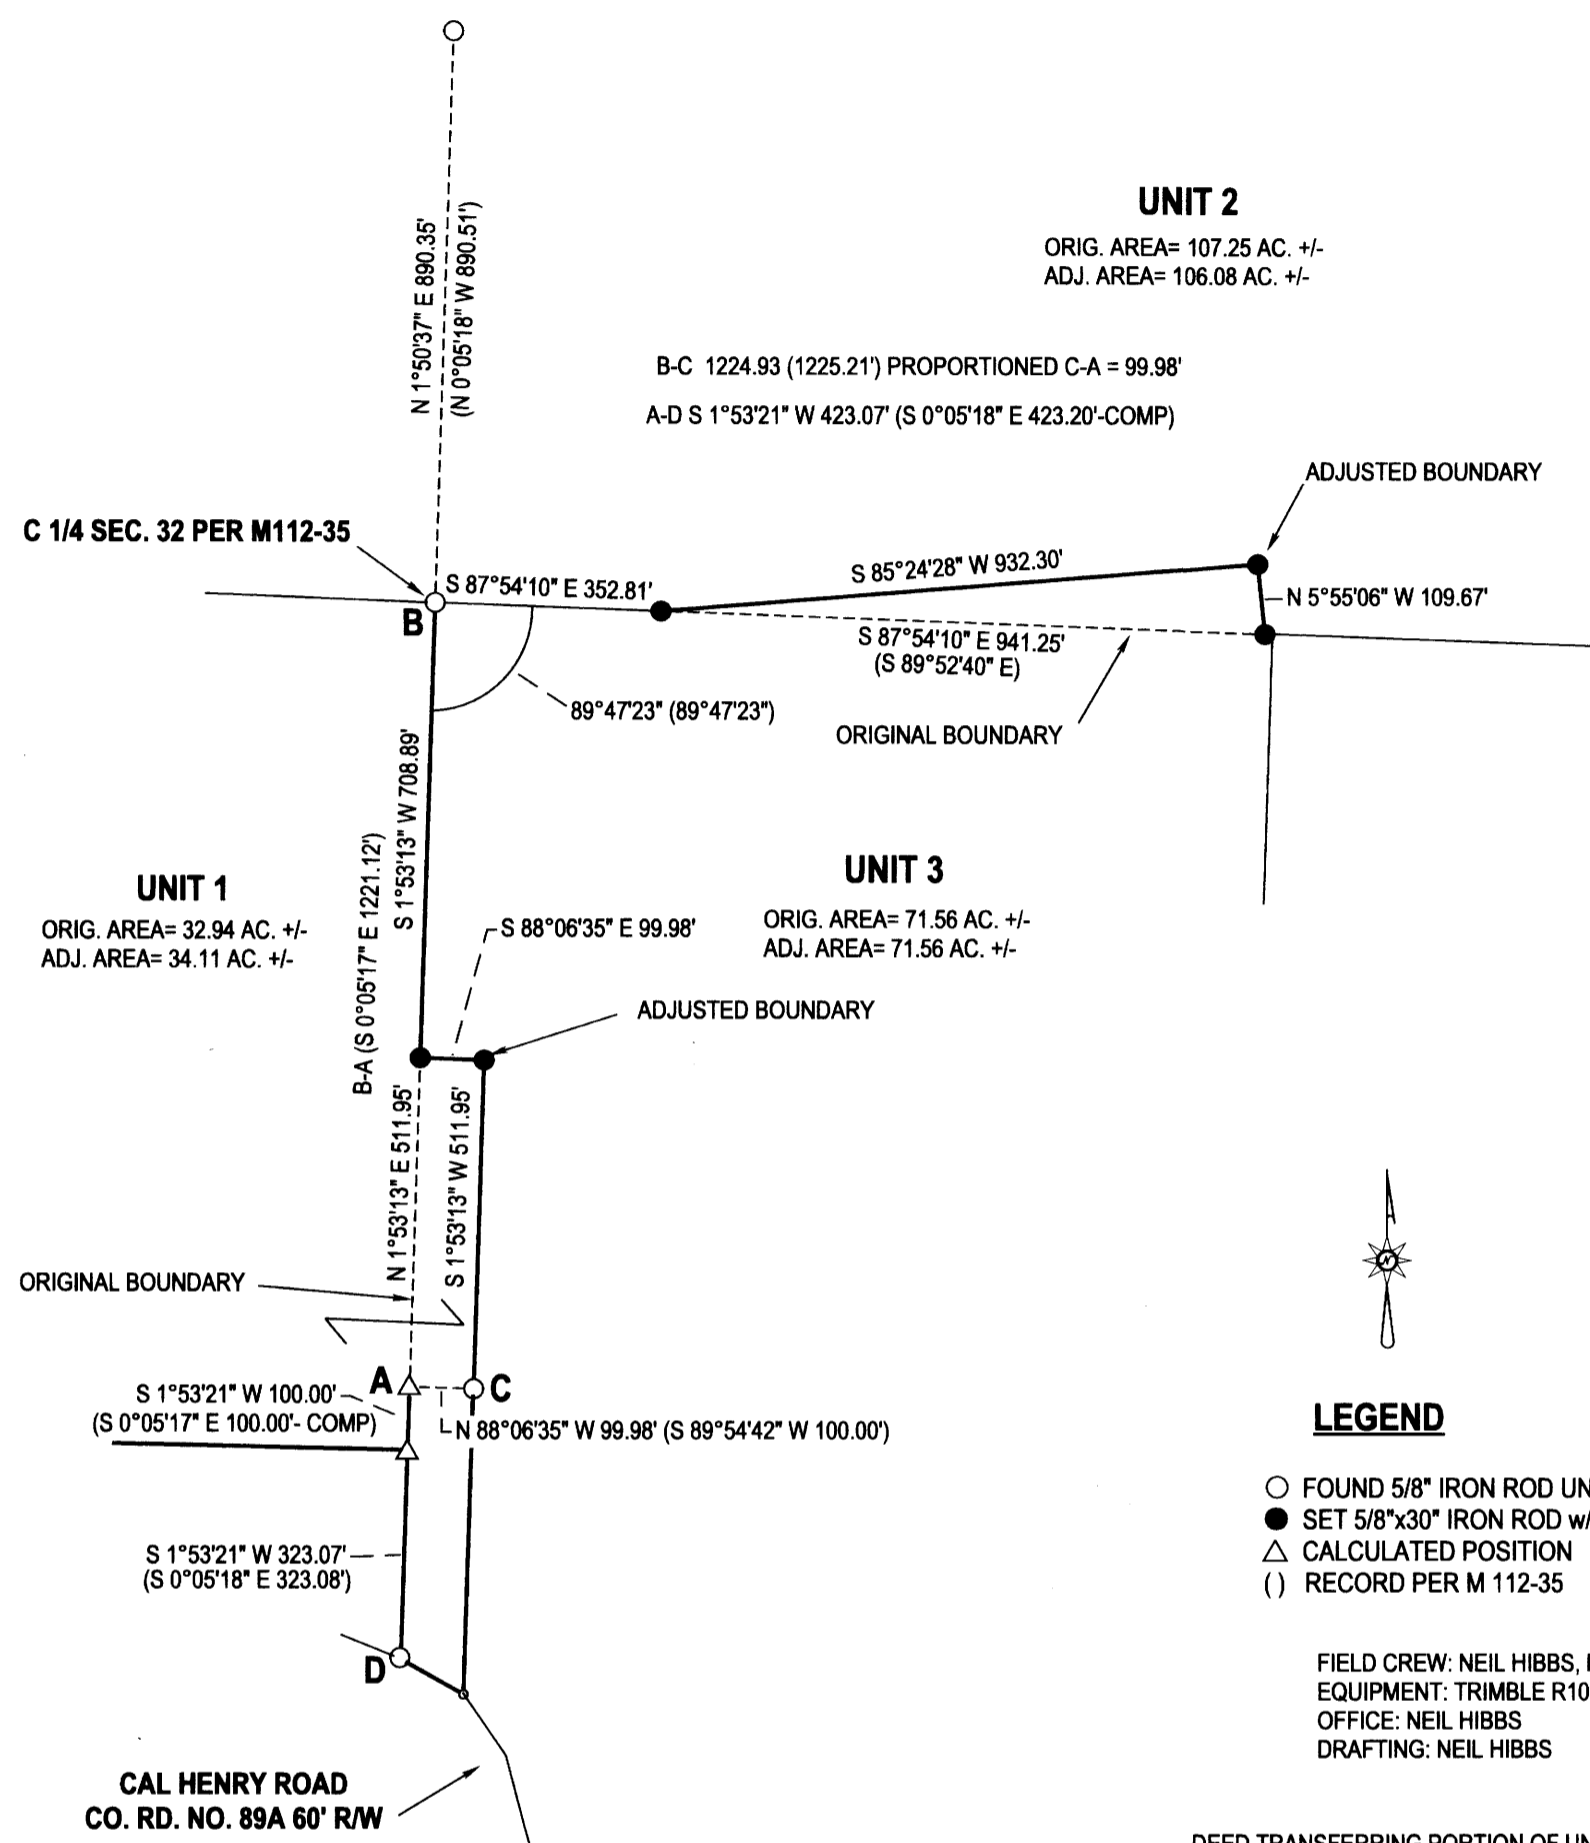 N 1°50'37" E 890.35'
(N 0°05'18" W 890.51')
UNIT 2
ORIG. AREA= 107.25 AC. +/-
ADJ. AREA= 106.08 AC. +/-
B-C 1224.93 (1225.21') PROPORTIONED C-A = 99.98'
A-D S 1°53'21" W 423.07' (S 0°05'18" E 423.20'-COMP)
ADJUSTED BOUNDARY
C 1/4 SEC. 32 PER M112-35
S 87°54'10" E 352.81'
S 85°24'28" W 932.30'
N 5°55'06" W 109.67'
B
S 87°54'10" E 941.25'
(S 89°52'40" E)
89°47'23" (89°47'23")
ORIGINAL BOUNDARY
S 1°53'13" W 708.89'
B-A (S 0°05'17" E 1221.12')
UNIT 1
ORIG. AREA= 32.94 AC. +/-
ADJ. AREA= 34.11 AC. +/-
UNIT 3
ORIG. AREA= 71.56 AC. +/-
ADJ. AREA= 71.56 AC. +/-
S 88°06'35" E 99.98'
ADJUSTED BOUNDARY
N 1°53'13" E 511.95'
S 1°53'13" W 511.95'
ORIGINAL BOUNDARY
N
A
C
S 1°53'21" W 100.00'
(S 0°05'17" E 100.00'- COMP)
N 88°06'35" W 99.98' (S 89°54'42" W 100.00')
S 1°53'21" W 323.07'
(S 0°05'18" E 323.08')
D
CAL HENRY ROAD
CO. RD. NO. 89A 60' R/W
LEGEND
FOUND 5/8" IRON ROD UN
SET 5/8"x30" IRON ROD w/
CALCULATED POSITION
( ) RECORD PER M 112-35
FIELD CREW: NEIL HIBBS,
EQUIPMENT: TRIMBLE R10
OFFICE: NEIL HIBBS
DRAFTING: NEIL HIBBS
DEED TRANSFERRING PORTION OF UN